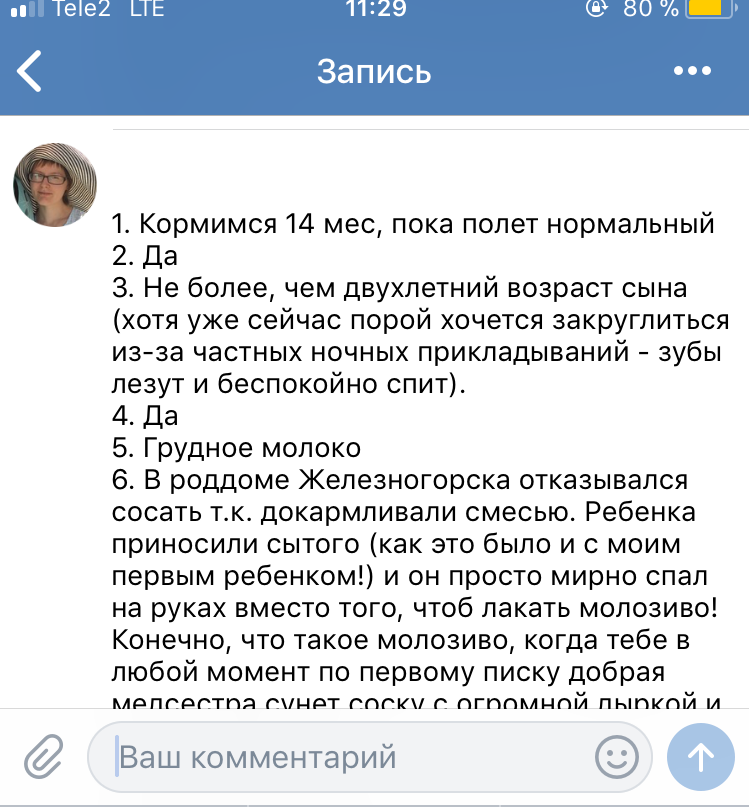 Tele2 LTE 11:29 80 %
Запись
1. Кормимся 14 мес, пока полет нормальный
2. Да
3. Не более, чем двухлетний возраст сына
(хотя уже сейчас порой хочется закруглиться
из-за частных ночных прикладываний - зубы
лезут и беспокойно спит).
4. Да
5. Грудное молоко
6. В роддоме Железногорска отказывался
сосать т.к. докармливали смесью. Ребенка
приносили сытого (как это было и с моим
первым ребенком!) и он просто мирно спал
на руках вместо того, чтоб лакать молозиво!
Конечно, что такое молозиво, когда тебе в
любой момент по первому писку добрая
медсестра сунет соску с огромной дыркой и
Ваш комментарий